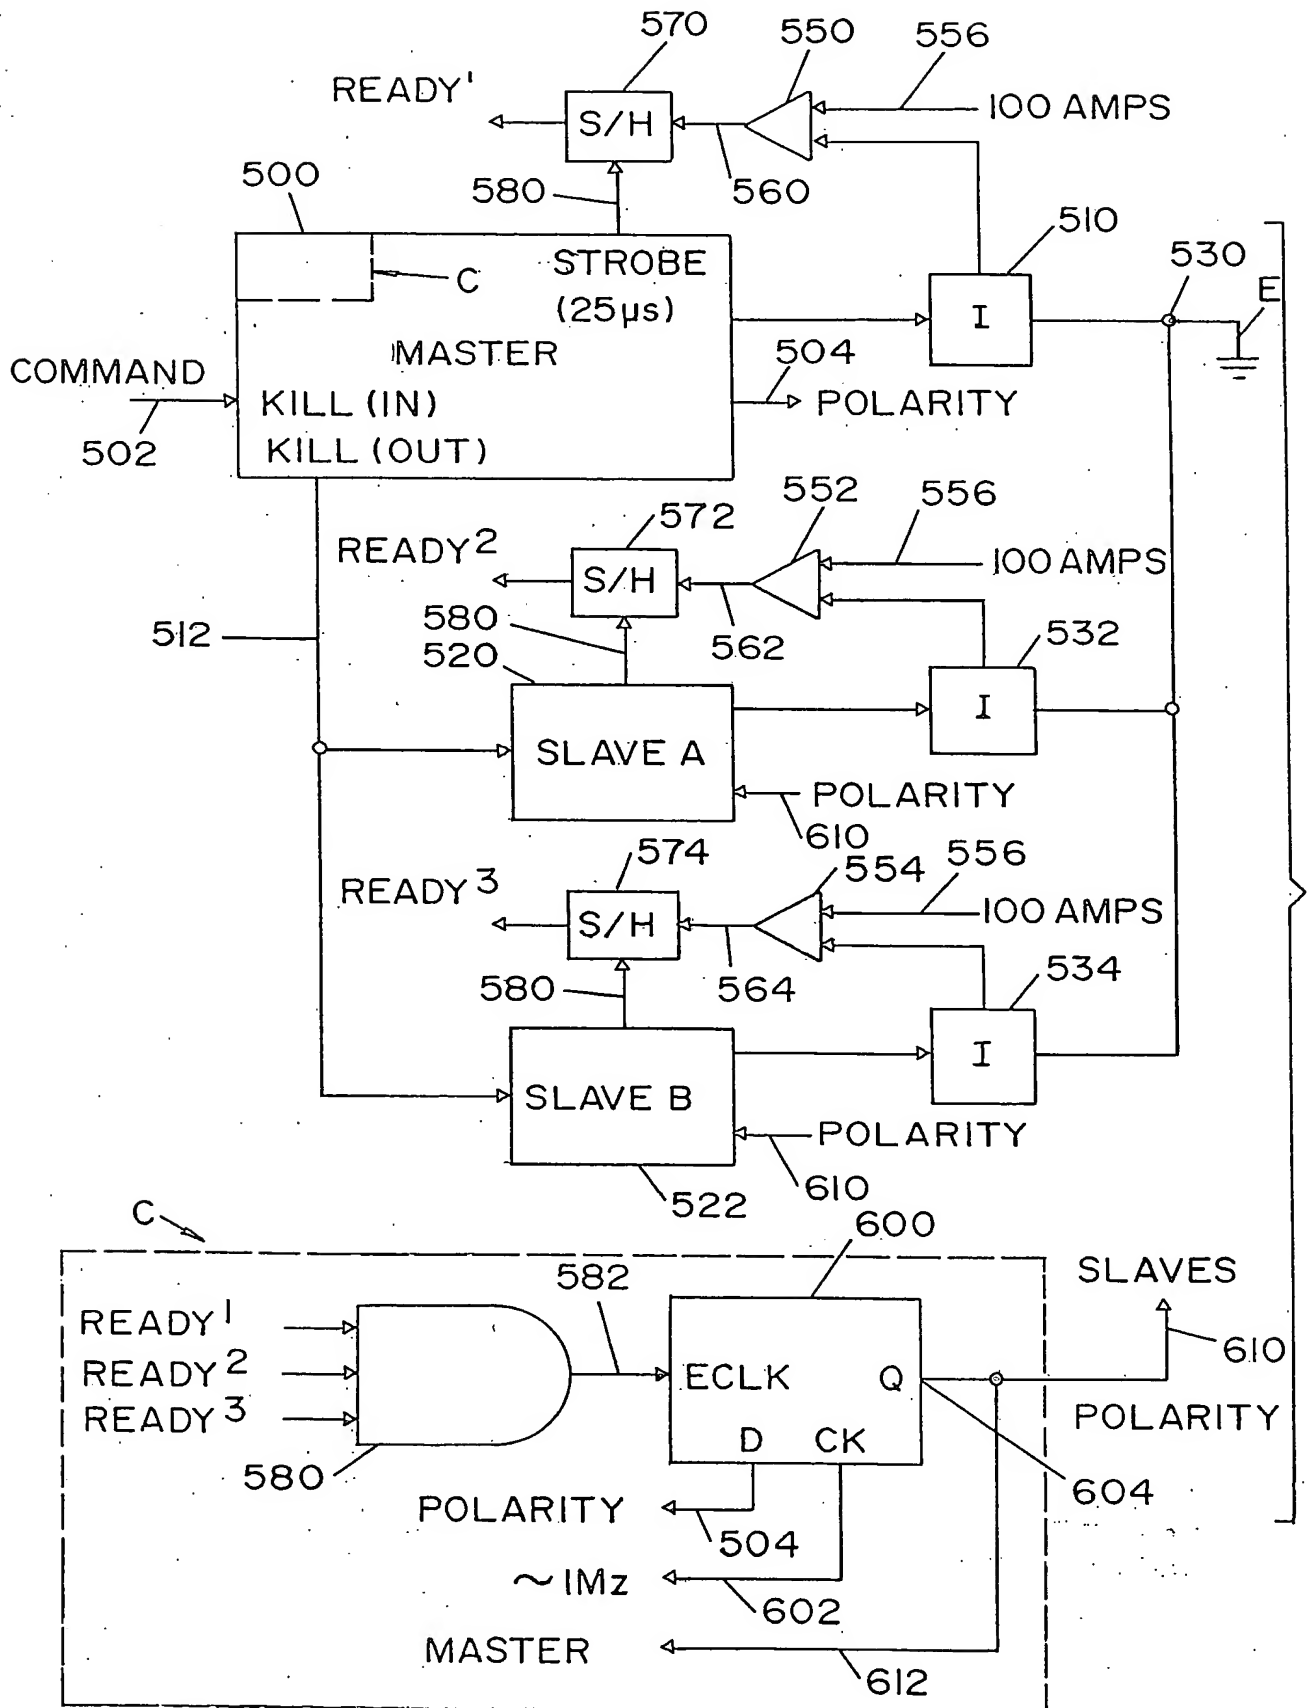 570
550
556
READY1
S/H
100 AMPS
500
580
560
510
530
STROBE
(25µs)
C
E
I
MASTER
504
COMMAND
KILL (IN)
POLARITY
502
KILL (OUT)
552
556
572
READY2
S/H
100 AMPS
580
512
520
562
532
I
SLAVE A
POLARITY
610
574
554
556
READY3
S/H
100 AMPS
580
564
534
I
SLAVE B
POLARITY
610
522
C
600
582
SLAVES
READY1
READY2
READY3
ECLK
Q
610
D
CK
POLARITY
580
604
POLARITY
504
~1Mz
602
MASTER
612